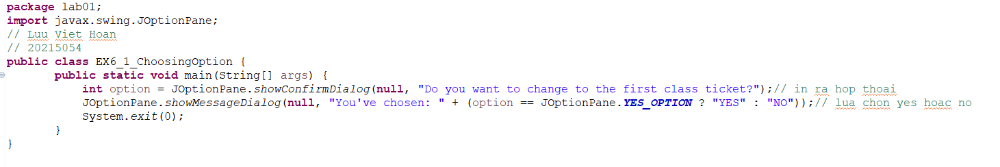 package lab01;
import javax.swing.JOptionPane;
// Luu Viet Hoan
// 20215054
public class EX6_1_ChoosingOption {
public static void main(String[] args) {
int option = JOptionPane.showConfirmDialog(null, "Do you want to change to the first class ticket?");// in ra hop thoai
JOptionPane.showMessageDialog(null, "You've chosen: " + (option == JOptionPane.YES_OPTION ? "YES" : "NO"));// lua chon yes hoac no
System.exit(0);
}
}